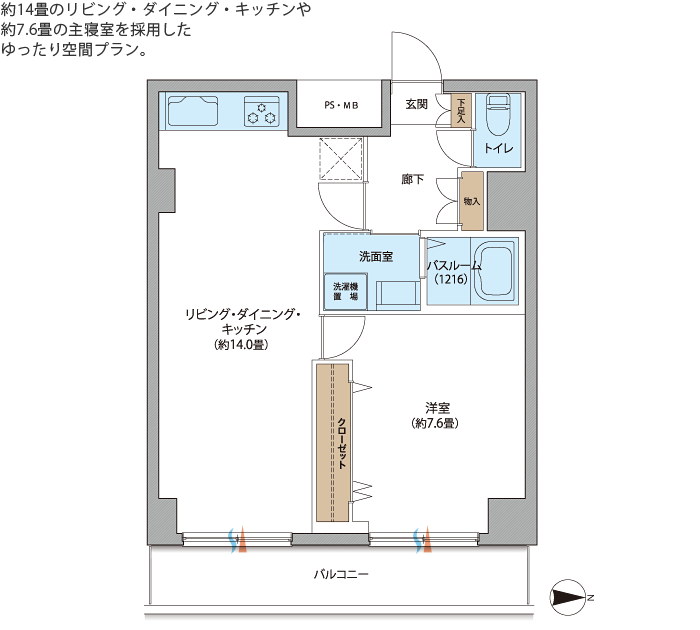 約14畳のリビング・ダイニング・キッチンや
約7.6畳の主寝室を採用した
ゆったり空間プラン。
PS・MB
玄関
下足入
トイレ
廊下
物入
洗面室
バスルーム
(1216)
洗濯機
置 場
リビング・ダイニング・
キッチン
(約14.0畳)
洋室
(約7.6畳)
クローゼット
バルコニー
N